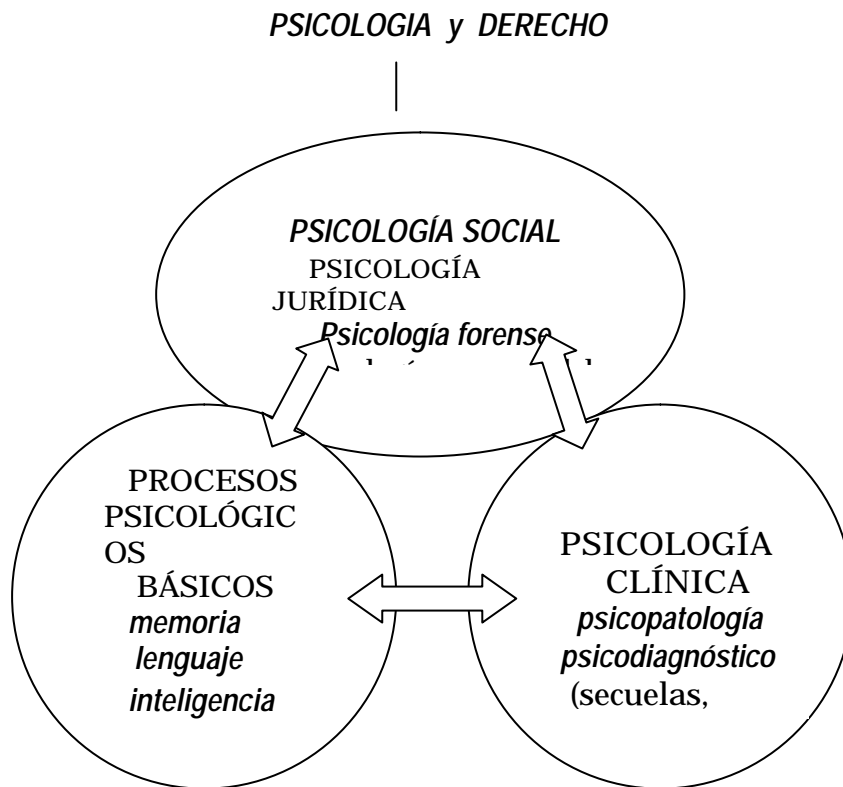 PSICOLOGIA y DERECHO
PSICOLOGÍA SOCIAL
PSICOLOGÍA
JURÍDICA
Psicología forense
PROCESOS
PSICOLÓGIC
OS
BÁSICOS
memoria
lenguaje
inteligencia
PSICOLOGÍA
CLÍNICA
psicopatología
psicodiagnóstico
(secuelas,